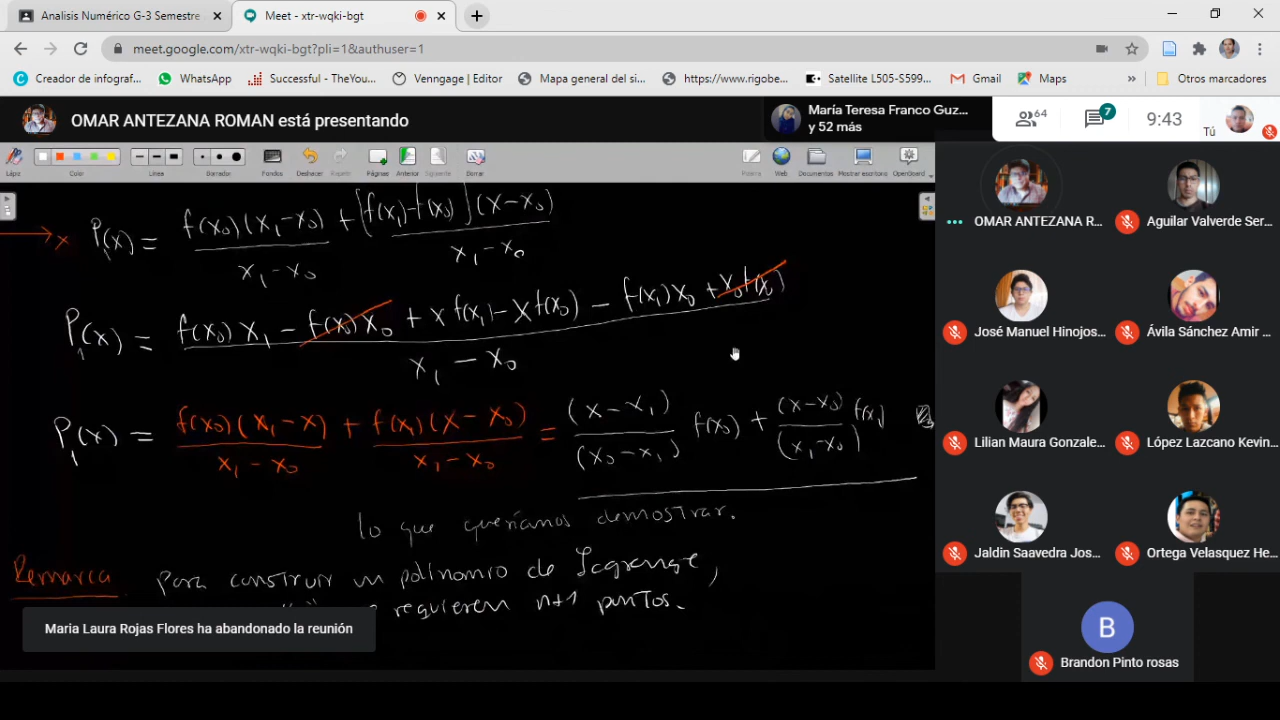 Analisis Numérico G-3 Semestre
Meet - xtr-wqki-bgt
meet.google.com/xtr-wqki-bgt?pli=1&authuser=1
Creador de infograf...
WhatsApp
Successful - TheYou...
Venngage | Editor
Mapa general del si...
https://www.rigobe...
Satellite L505-S599...
Gmail
Maps
»
Otros marcadores
OMAR ANTEZANA ROMAN está presentando
María Teresa Franco Guz...
y 52 más
64
7
9:43
Tú
Lápiz
Color
Línea
Borrador
Fondos
Deshacer
Páginas
Anterior
Web
Documentos
Mostrar escritorio
OpenBoard
x P₁(x) = f(x₀)(x₁-x₀) / x₁-x₀ + [f(x₁)-f(x₀)](x-x₀) / x₁-x₀
P₁(x) = f(x₀)x₁ - f(x₀)x₀ + x f(x₁) - x f(x₀) - f(x₁)x₀ + x₀f(x₀) / x₁ - x₀
P₁(x) = f(x₀)(x₁-x) / x₁-x₀ + f(x₁)(x-x₀) / x₁-x₀ = (x-x₁) / (x₀-x₁) f(x₀) + (x-x₀) / (x₁-x₀) f(x₁)
lo que queríamos demostrar.
Remarca Para construir un polinomio de Lagrange,
requieren n+1 puntos.
Maria Laura Rojas Flores ha abandonado la reunión
OMAR ANTEZANA R...
Aguilar Valverde Ser...
José Manuel Hinojos...
Ávila Sánchez Amir ...
Lilian Maura Gonzale...
López Lazcano Kevin...
Jaldin Saavedra Jos...
Ortega Velasquez He...
B
Brandon Pinto rosas